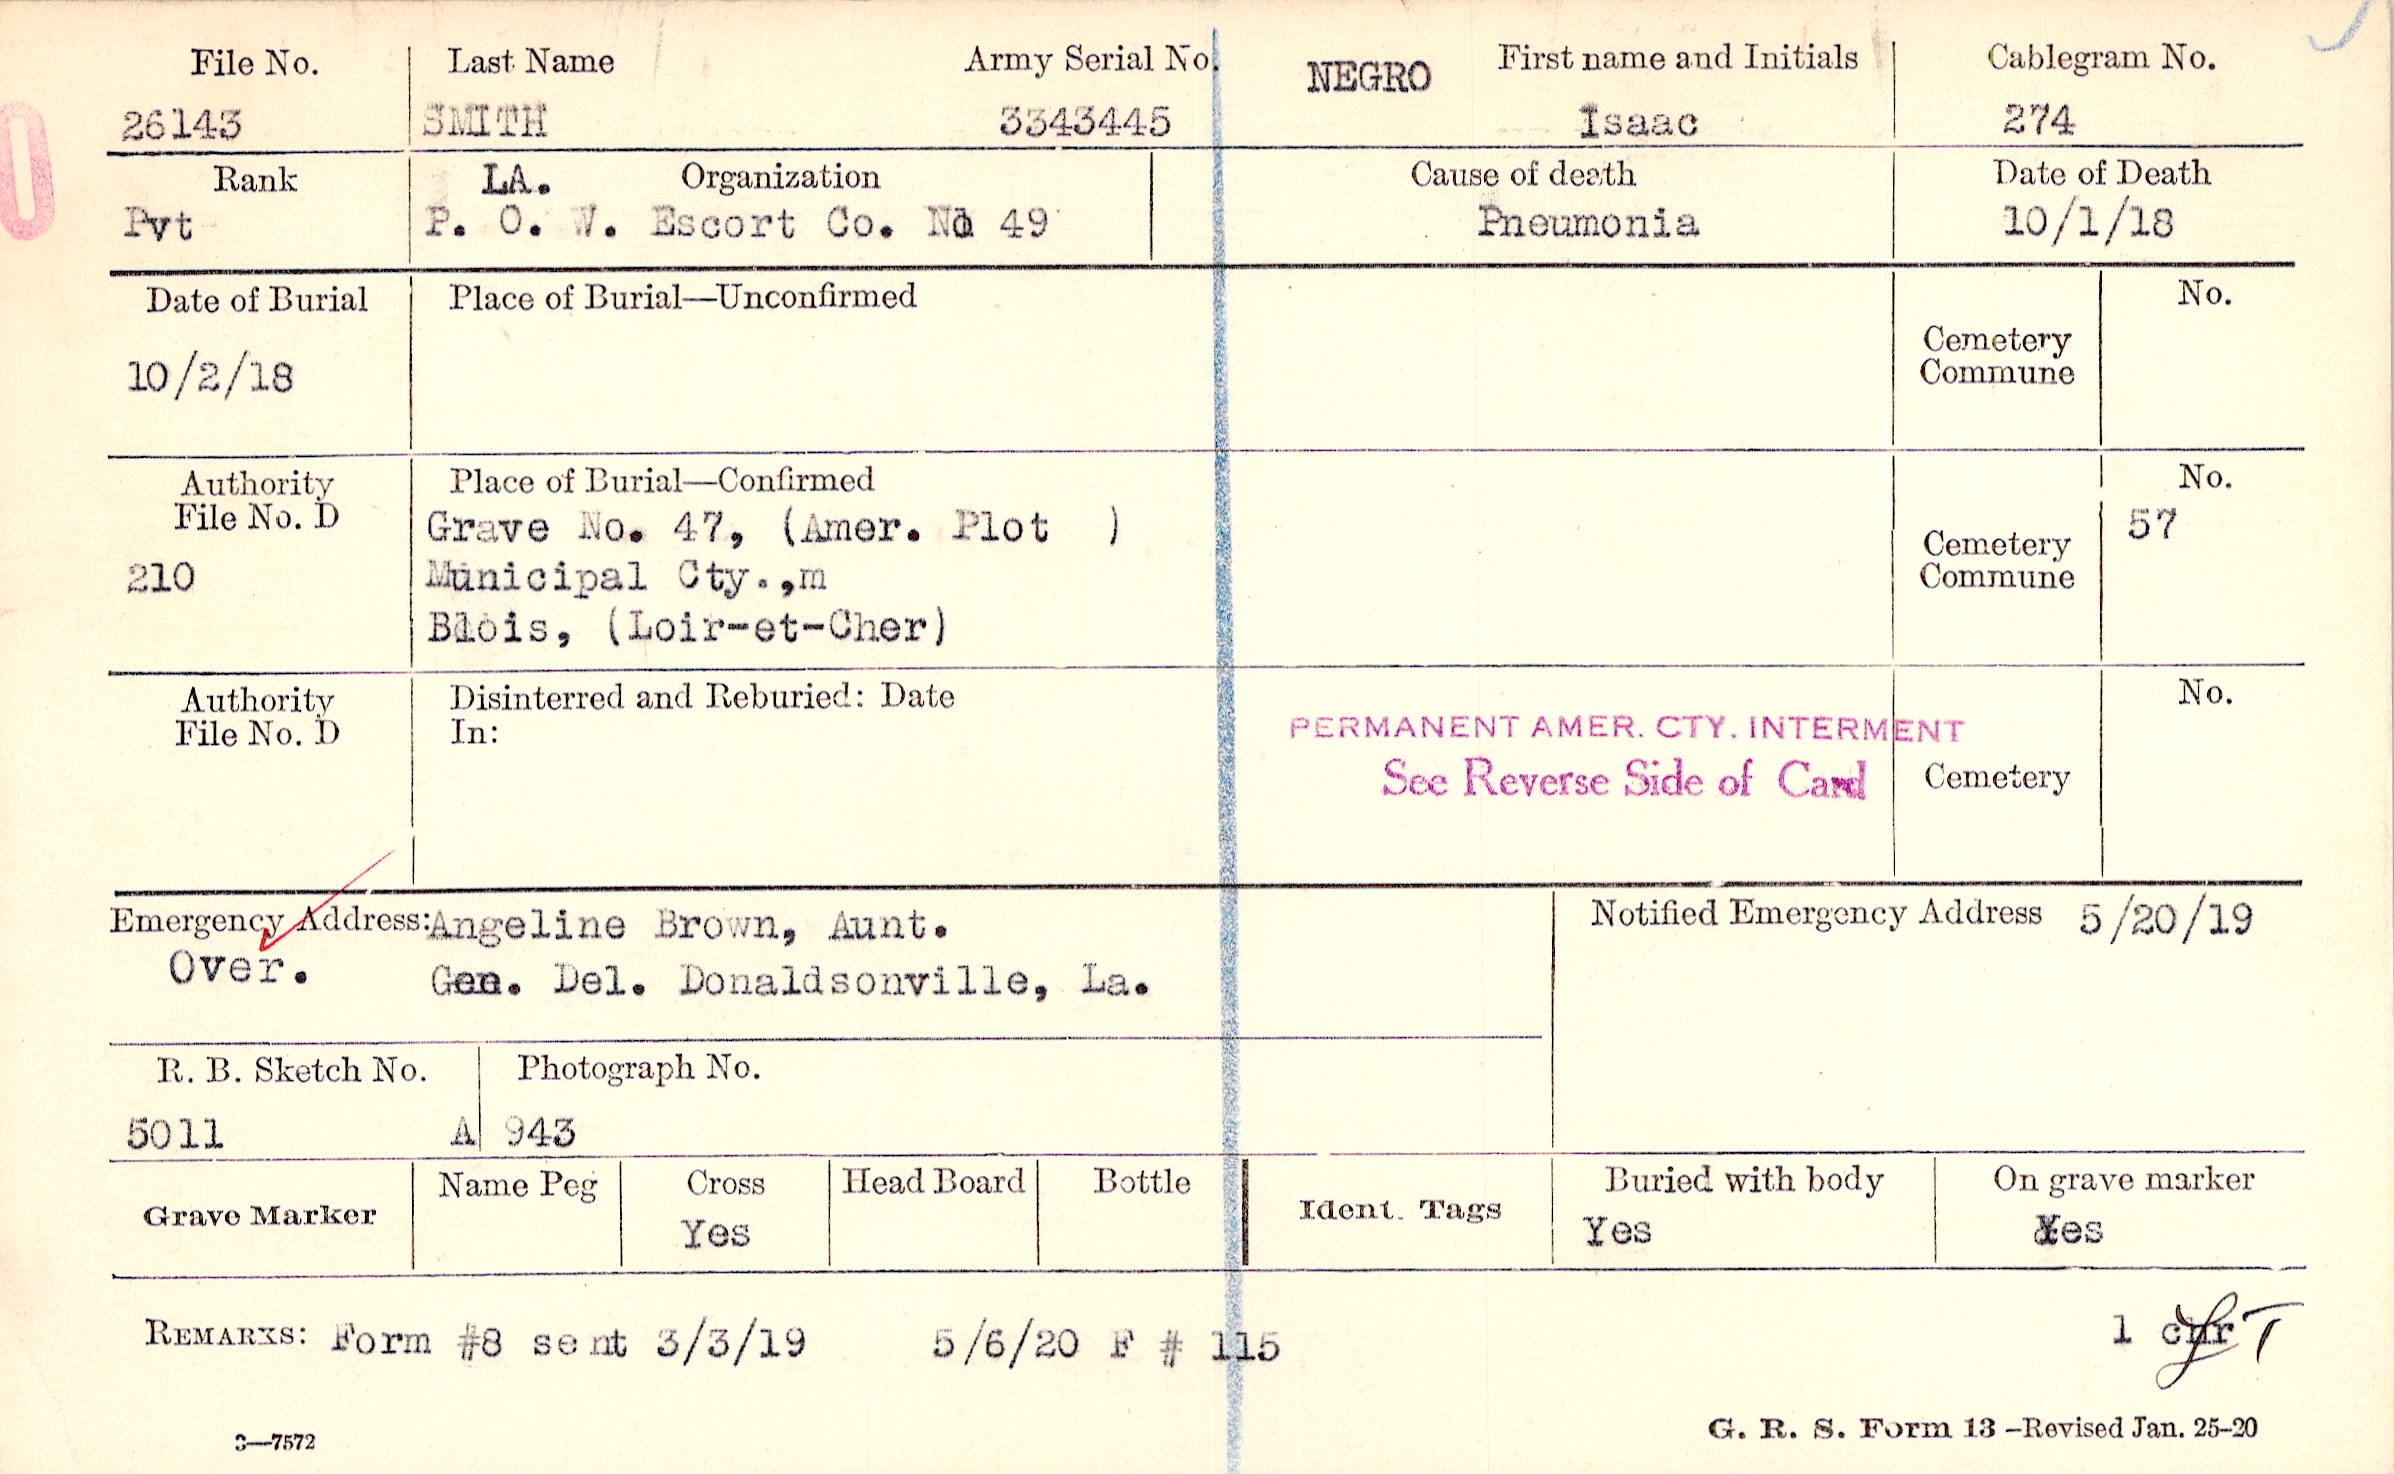 File No. Last Name Army Serial No. NEGRO First name and Initials Cablegram No.
26143 SMITH 3343445 Isaac 274
Rank LA. Organization Cause of death Date of Death
Pvt P. O. W. Escort Co. No 49 Pneumonia 10/1/18
Date of Burial Place of Burial—Unconfirmed No.
Cemetery
Commune
10/2/18
Authority Place of Burial—Confirmed No.
File No. D
Grave No. 47, (Amer. Plot ) 57
Cemetery
Commune
210 Municipal Cty.,m
Blois, (Loir-et-Cher)
Authority Disinterred and Reburied: Date No.
File No. D In:
PERMANENT AMER. CTY. INTERMENT
See Reverse Side of Card Cemetery
Emergency Address: Angeline Brown, Aunt. Notified Emergency Address 5/20/19
Over. Gen. Del. Donaldsonville, La.
R. B. Sketch No. Photograph No.
5011 A 943
Grave Marker Name Peg Cross Head Board Bottle Ident. Tags Buried with body On grave marker
Yes Yes Yes
REMARKS: Form #8 sent 3/3/19 5/6/20 F # 115 1
3—7572 G. R. S. Form 13 –Revised Jan. 25–20